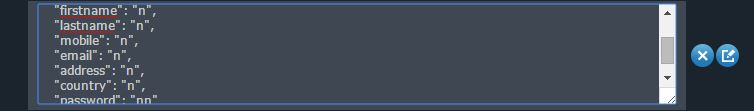 "firstname": "n",
"lastname": "n",
"mobile": "n",
"email": "n",
"address": "n",
"country": "n",
"password": "nn"